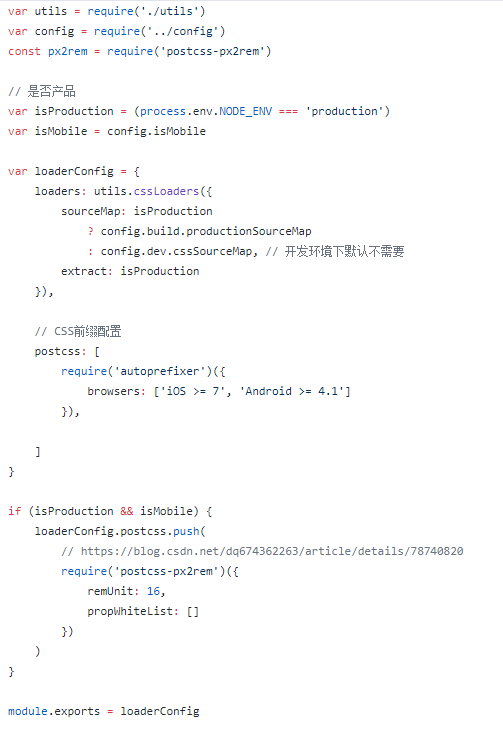 var utils = require('./utils')
var config = require('../config')
const px2rem = require('postcss-px2rem')
// 是否产品
var isProduction = (process.env.NODE_ENV === 'production')
var isMobile = config.isMobile
var loaderConfig = {
loaders: utils.cssLoaders({
sourceMap: isProduction
? config.build.productionSourceMap
: config.dev.cssSourceMap, // 开发环境下默认不需要
extract: isProduction
}),
// CSS前缀配置
postcss: [
require('autoprefixer')({
browsers: ['iOS >= 7', 'Android >= 4.1']
}),
]
}
if (isProduction && isMobile) {
loaderConfig.postcss.push(
// https://blog.csdn.net/dq674362263/article/details/78740820
require('postcss-px2rem')({
remUnit: 16,
propWhiteList: []
})
)
}
module.exports = loaderConfig